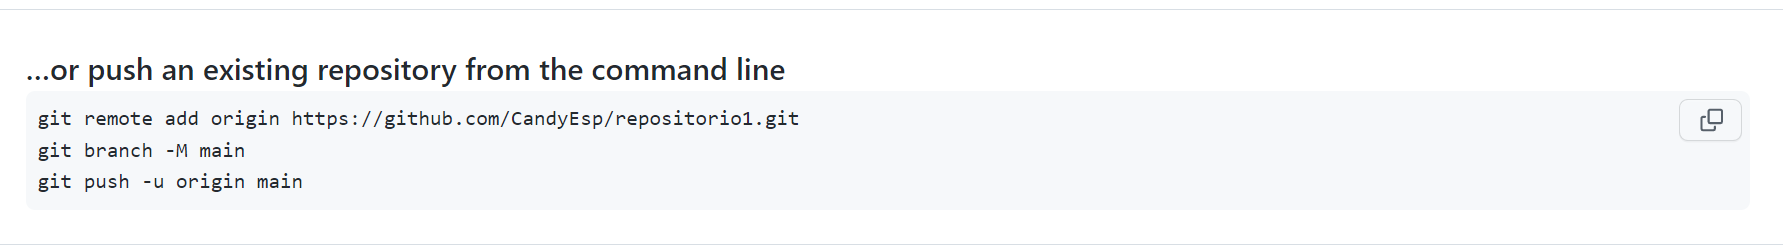 ...or push an existing repository from the command line
git remote add origin https://github.com/CandyEsp/repositorio1.git
git branch -M main
git push -u origin main